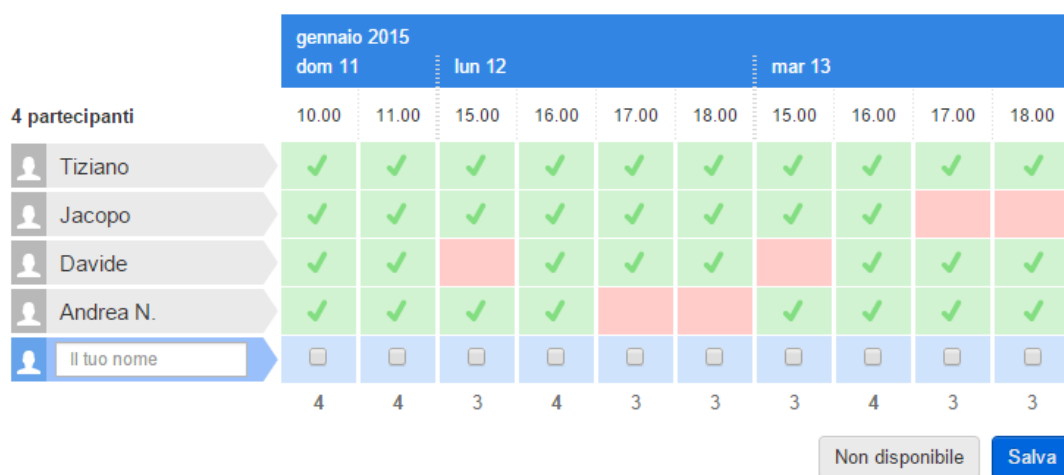 gennaio 2015
dom 11 lun 12 mar 13
4 partecipanti 10.00 11.00 15.00 16.00 17.00 18.00 15.00 16.00 17.00 18.00
Tiziano
Jacopo
Davide
Andrea N.
Il tuo nome
4 4 3 4 3 3 3 4 3 3
Non disponibile Salva